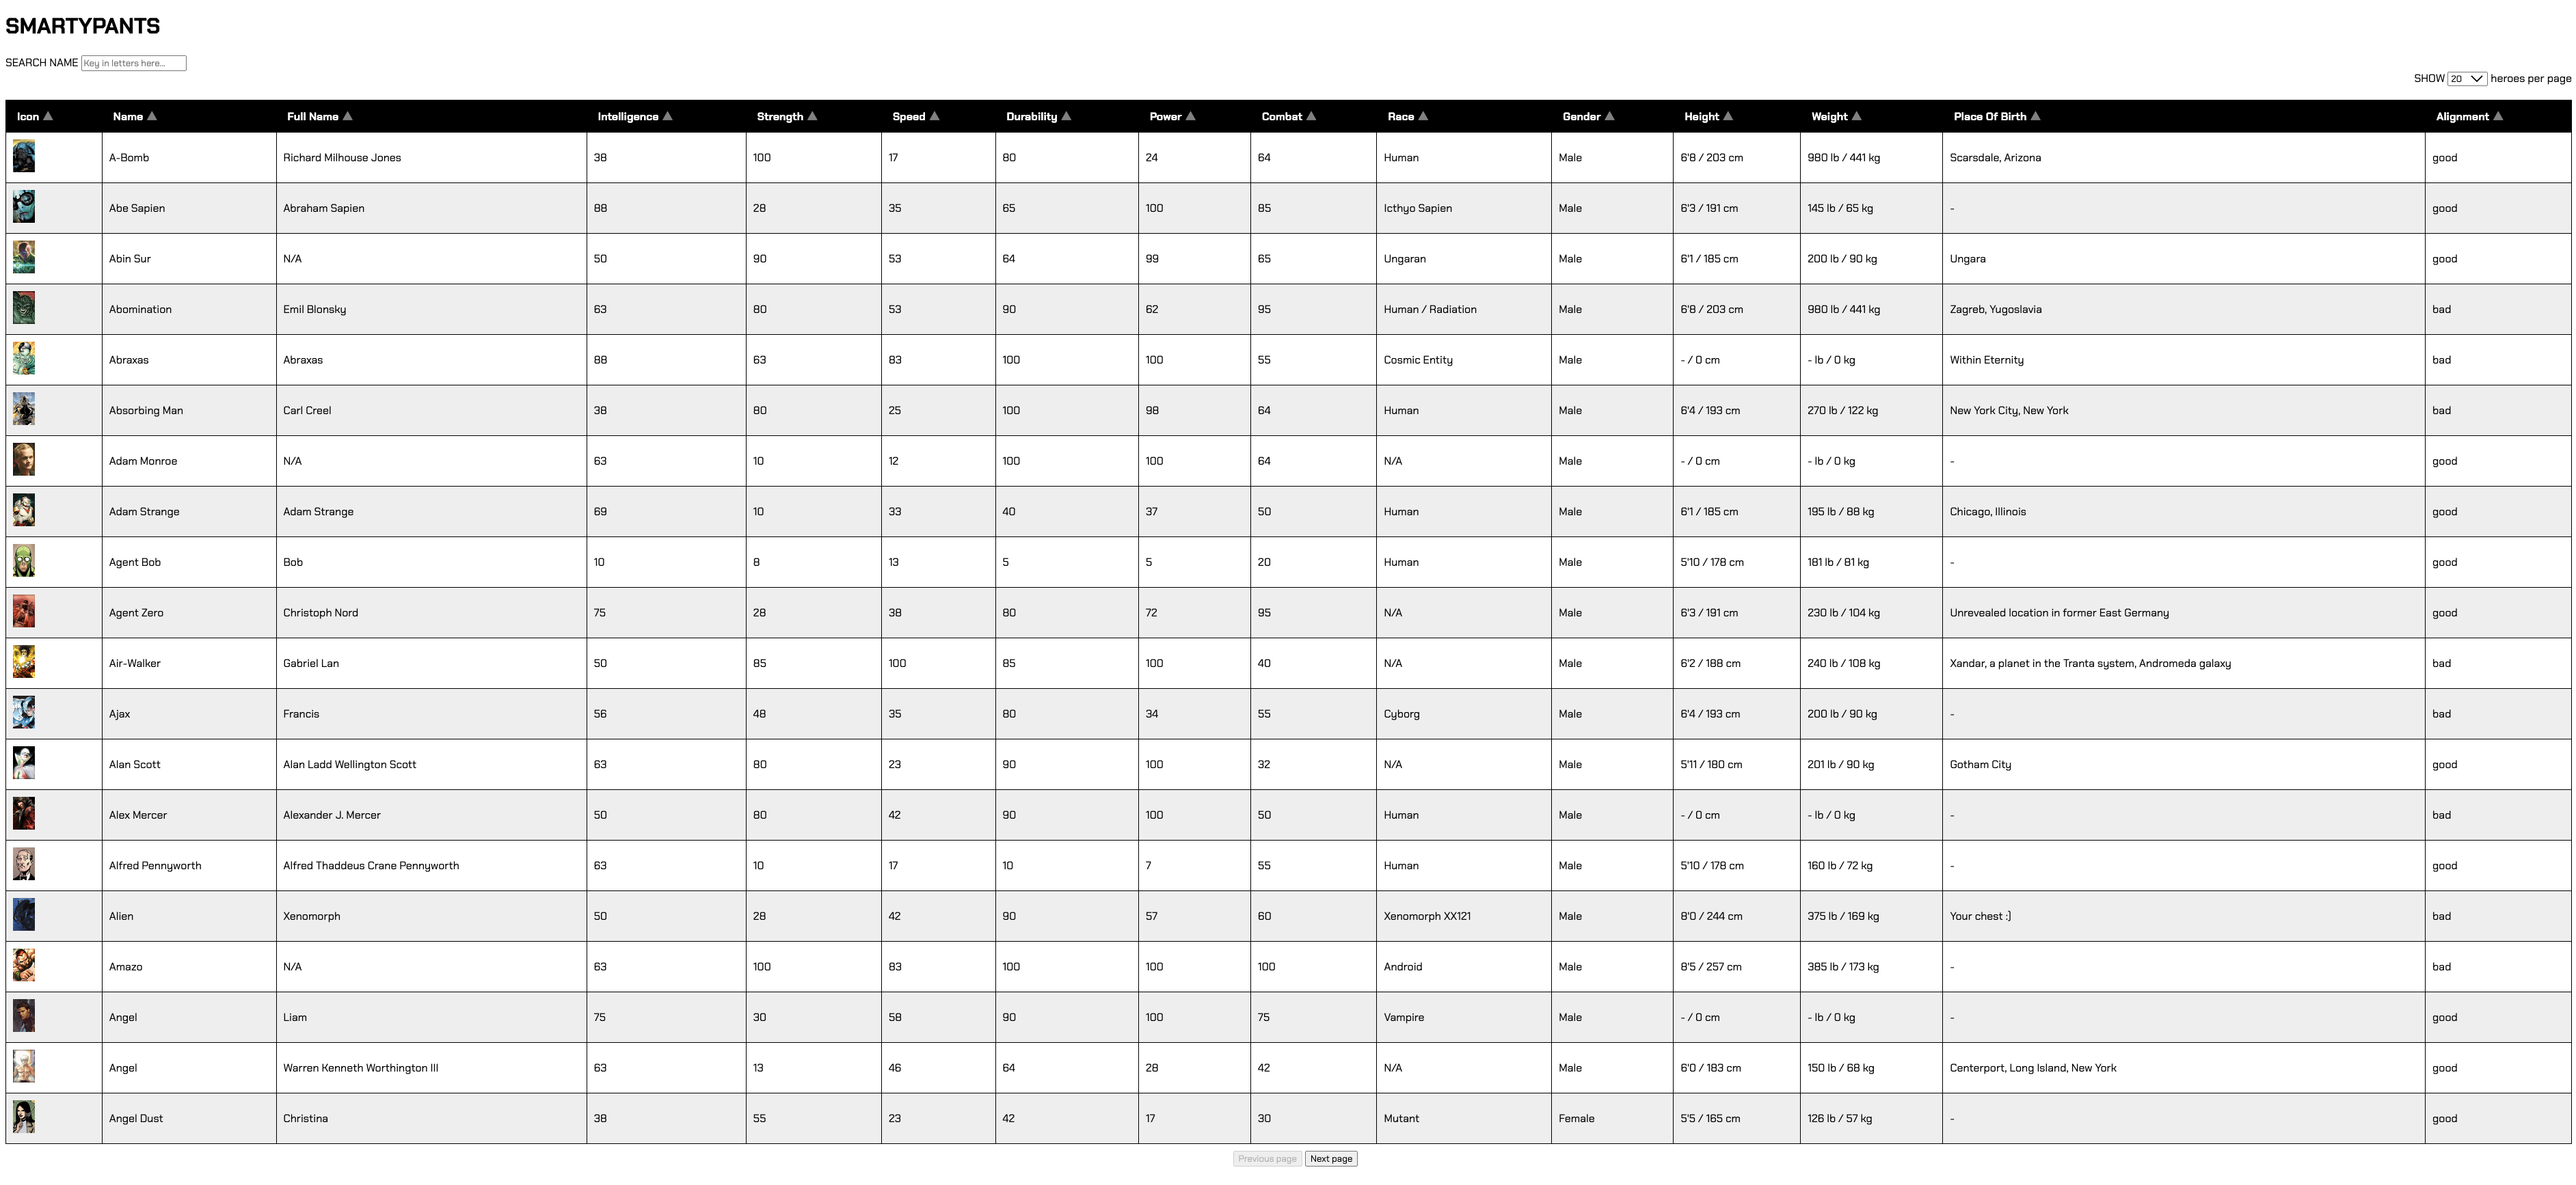 SMARTYPANTS
SEARCH NAME Key in letters here...
SHOW 20 heroes per page
Icon ▲ Name ▲ Full Name ▲ Intelligence ▲ Strength ▲ Speed ▲ Durability ▲ Power ▲ Combat ▲ Race ▲ Gender ▲ Height ▲ Weight ▲ Place Of Birth ▲ Alignment ▲
A-Bomb Richard Milhouse Jones 38 100 17 80 24 64 Human Male 6'8 / 203 cm 980 lb / 441 kg Scarsdale, Arizona good
Abe Sapien Abraham Sapien 88 28 35 65 100 85 Icthyo Sapien Male 6'3 / 191 cm 145 lb / 65 kg - good
Abin Sur N/A 50 90 53 64 99 65 Ungaran Male 6'1 / 185 cm 200 lb / 90 kg Ungara good
Abomination Emil Blonsky 63 80 53 90 62 95 Human / Radiation Male 6'8 / 203 cm 980 lb / 441 kg Zagreb, Yugoslavia bad
Abraxas Abraxas 88 63 83 100 100 55 Cosmic Entity Male - / 0 cm - lb / 0 kg Within Eternity bad
Absorbing Man Carl Creel 38 80 25 100 98 64 Human Male 6'4 / 193 cm 270 lb / 122 kg New York City, New York bad
Adam Monroe N/A 63 10 12 100 100 64 N/A Male - / 0 cm - lb / 0 kg - good
Adam Strange Adam Strange 69 10 33 40 37 50 Human Male 6'1 / 185 cm 195 lb / 88 kg Chicago, Illinois good
Agent Bob Bob 10 8 13 5 5 20 Human Male 5'10 / 178 cm 181 lb / 81 kg - good
Agent Zero Christoph Nord 75 28 38 80 72 95 N/A Male 6'3 / 191 cm 230 lb / 104 kg Unrevealed location in former East Germany good
Air-Walker Gabriel Lan 50 85 100 85 100 40 N/A Male 6'2 / 188 cm 240 lb / 108 kg Xandar, a planet in the Tranta system, Andromeda galaxy bad
Ajax Francis 56 48 35 80 34 55 Cyborg Male 6'4 / 193 cm 200 lb / 90 kg - bad
Alan Scott Alan Ladd Wellington Scott 63 80 23 90 100 32 N/A Male 5'11 / 180 cm 201 lb / 90 kg Gotham City good
Alex Mercer Alexander J. Mercer 50 80 42 90 100 50 Human Male - / 0 cm - lb / 0 kg - bad
Alfred Pennyworth Alfred Thaddeus Crane Pennyworth 63 10 17 10 7 55 Human Male 5'10 / 178 cm 160 lb / 72 kg - good
Alien Xenomorph 50 28 42 90 57 60 Xenomorph XX121 Male 8'0 / 244 cm 375 lb / 169 kg Your chest :) bad
Amazo N/A 63 100 83 100 100 100 Android Male 8'5 / 257 cm 385 lb / 173 kg - bad
Angel Liam 75 30 58 90 100 75 Vampire Male - / 0 cm - lb / 0 kg - good
Angel Warren Kenneth Worthington III 63 13 46 64 28 42 N/A Male 6'0 / 183 cm 150 lb / 68 kg Centerport, Long Island, New York good
Angel Dust Christina 38 55 23 42 17 30 Mutant Female 5'5 / 165 cm 126 lb / 57 kg - good
Previous page Next page